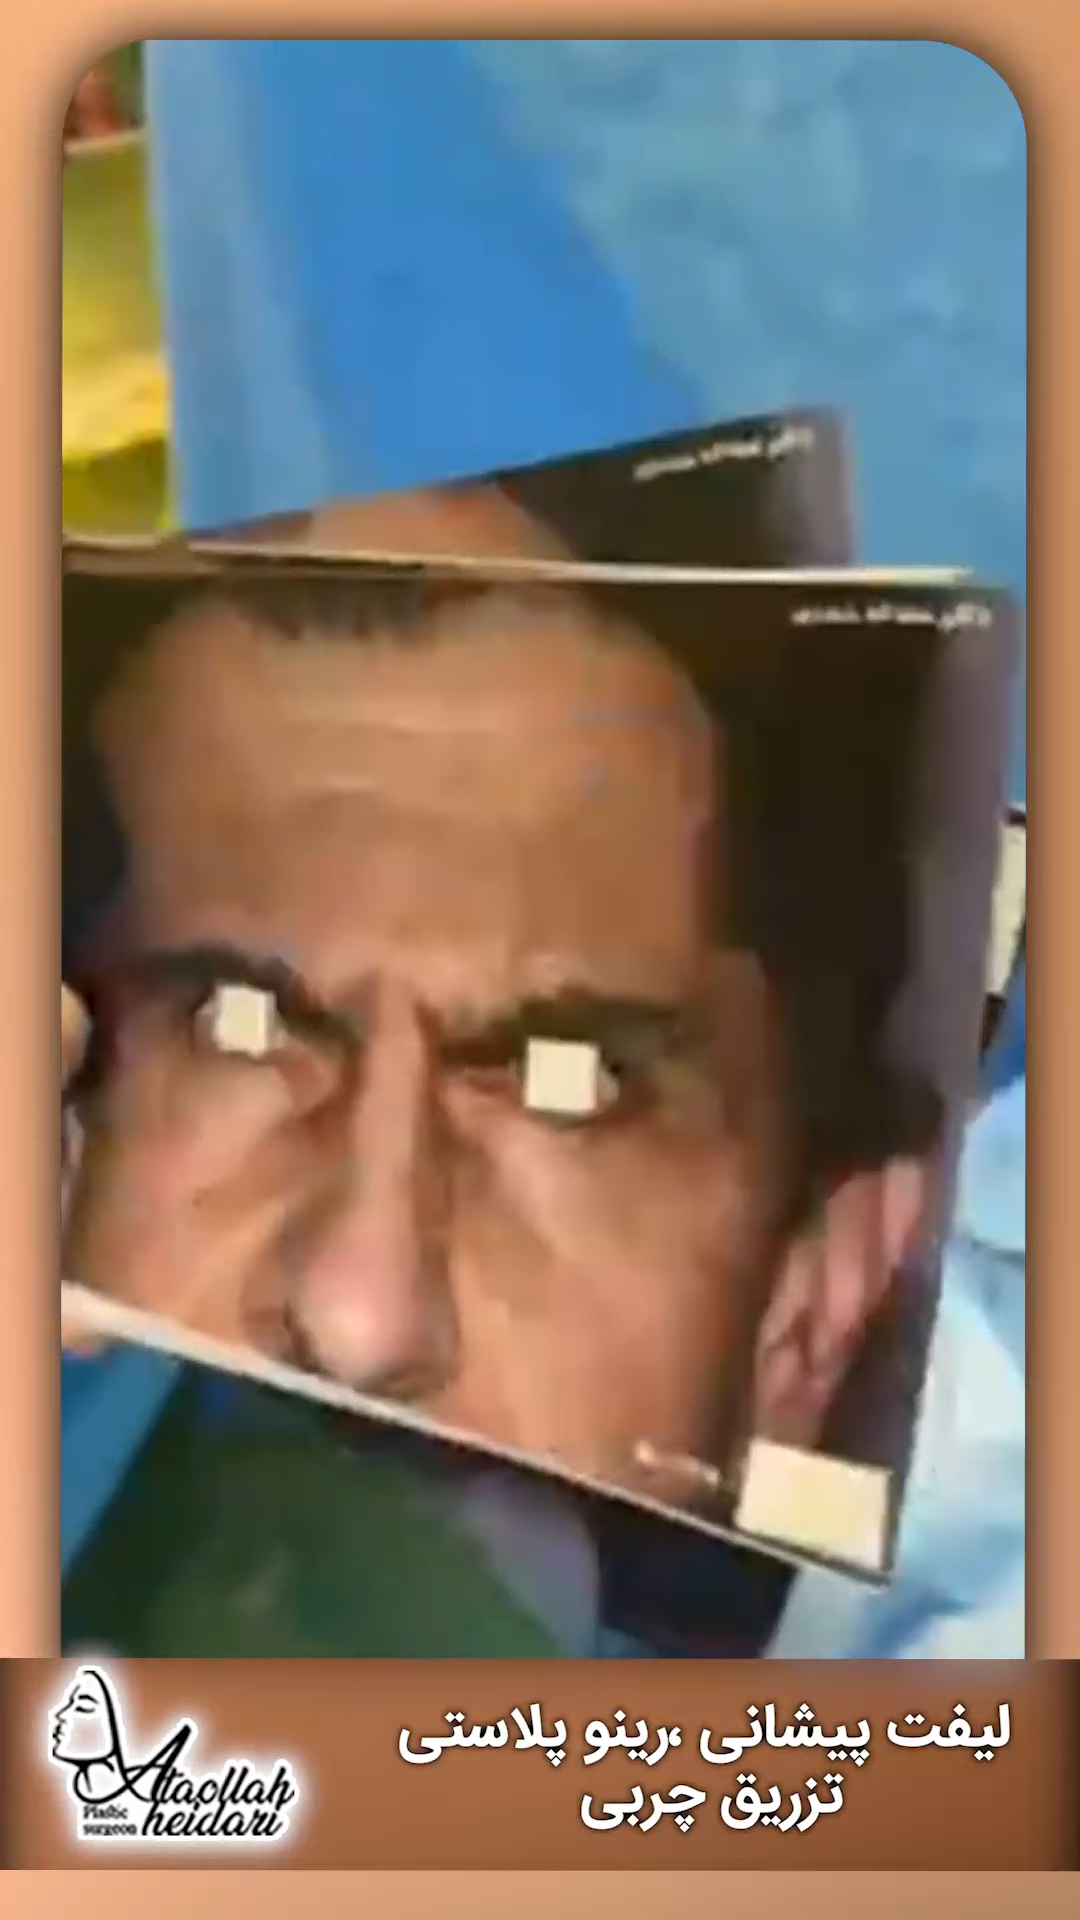 Ataollah
heidari
Plastic
surgeon
لیفت پیشانی ،رینو پلاستی
تزریق چربی